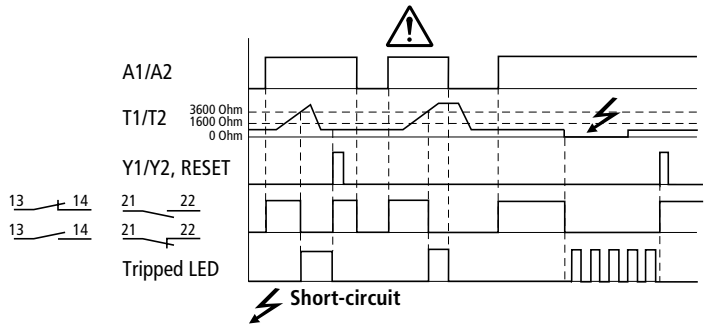 A1/A2
T1/T2
3600 Ohm
1600 Ohm
0 Ohm
Y1/Y2, RESET
13 14 21 22
13 14 21 22
Tripped LED
Short-circuit